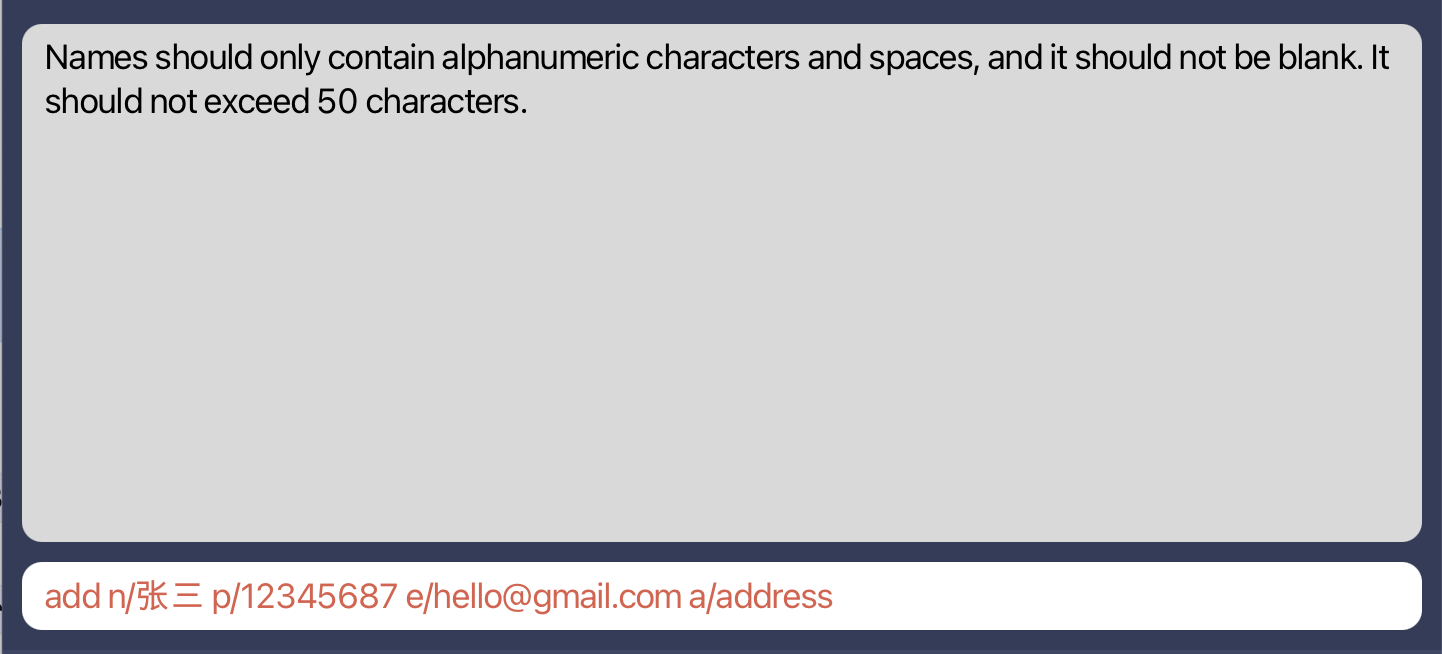 Names should only contain alphanumeric characters and spaces, and it should not be blank. It
should not exceed 50 characters.
add n/张三 p/12345687 e/hello@gmail.com a/address